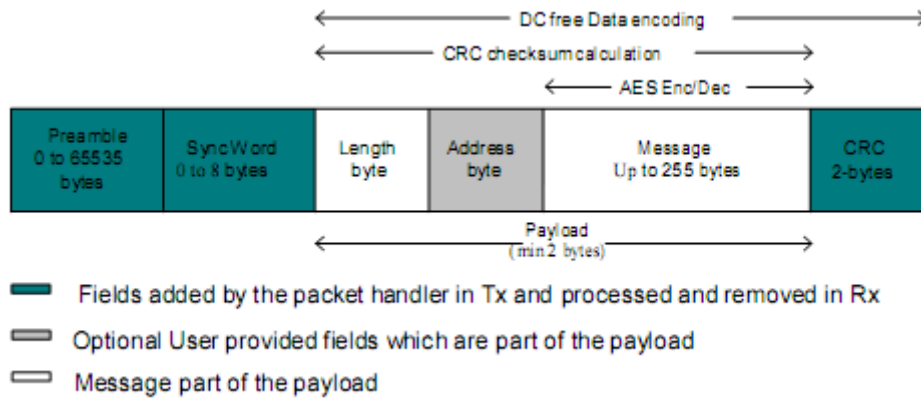 DC free Data encoding
CRC checksum calculation
AES Enc/Dec
Preamble
0 to 65535
bytes
Sync Word
0 to 8 bytes
Length
byte
Address
byte
Message
Up to 255 bytes
CRC
2-bytes
Payload
(min 2 bytes)
Fields added by the packet handler in Tx and processed and removed in Rx
Optional User provided fields which are part of the payload
Message part of the payload